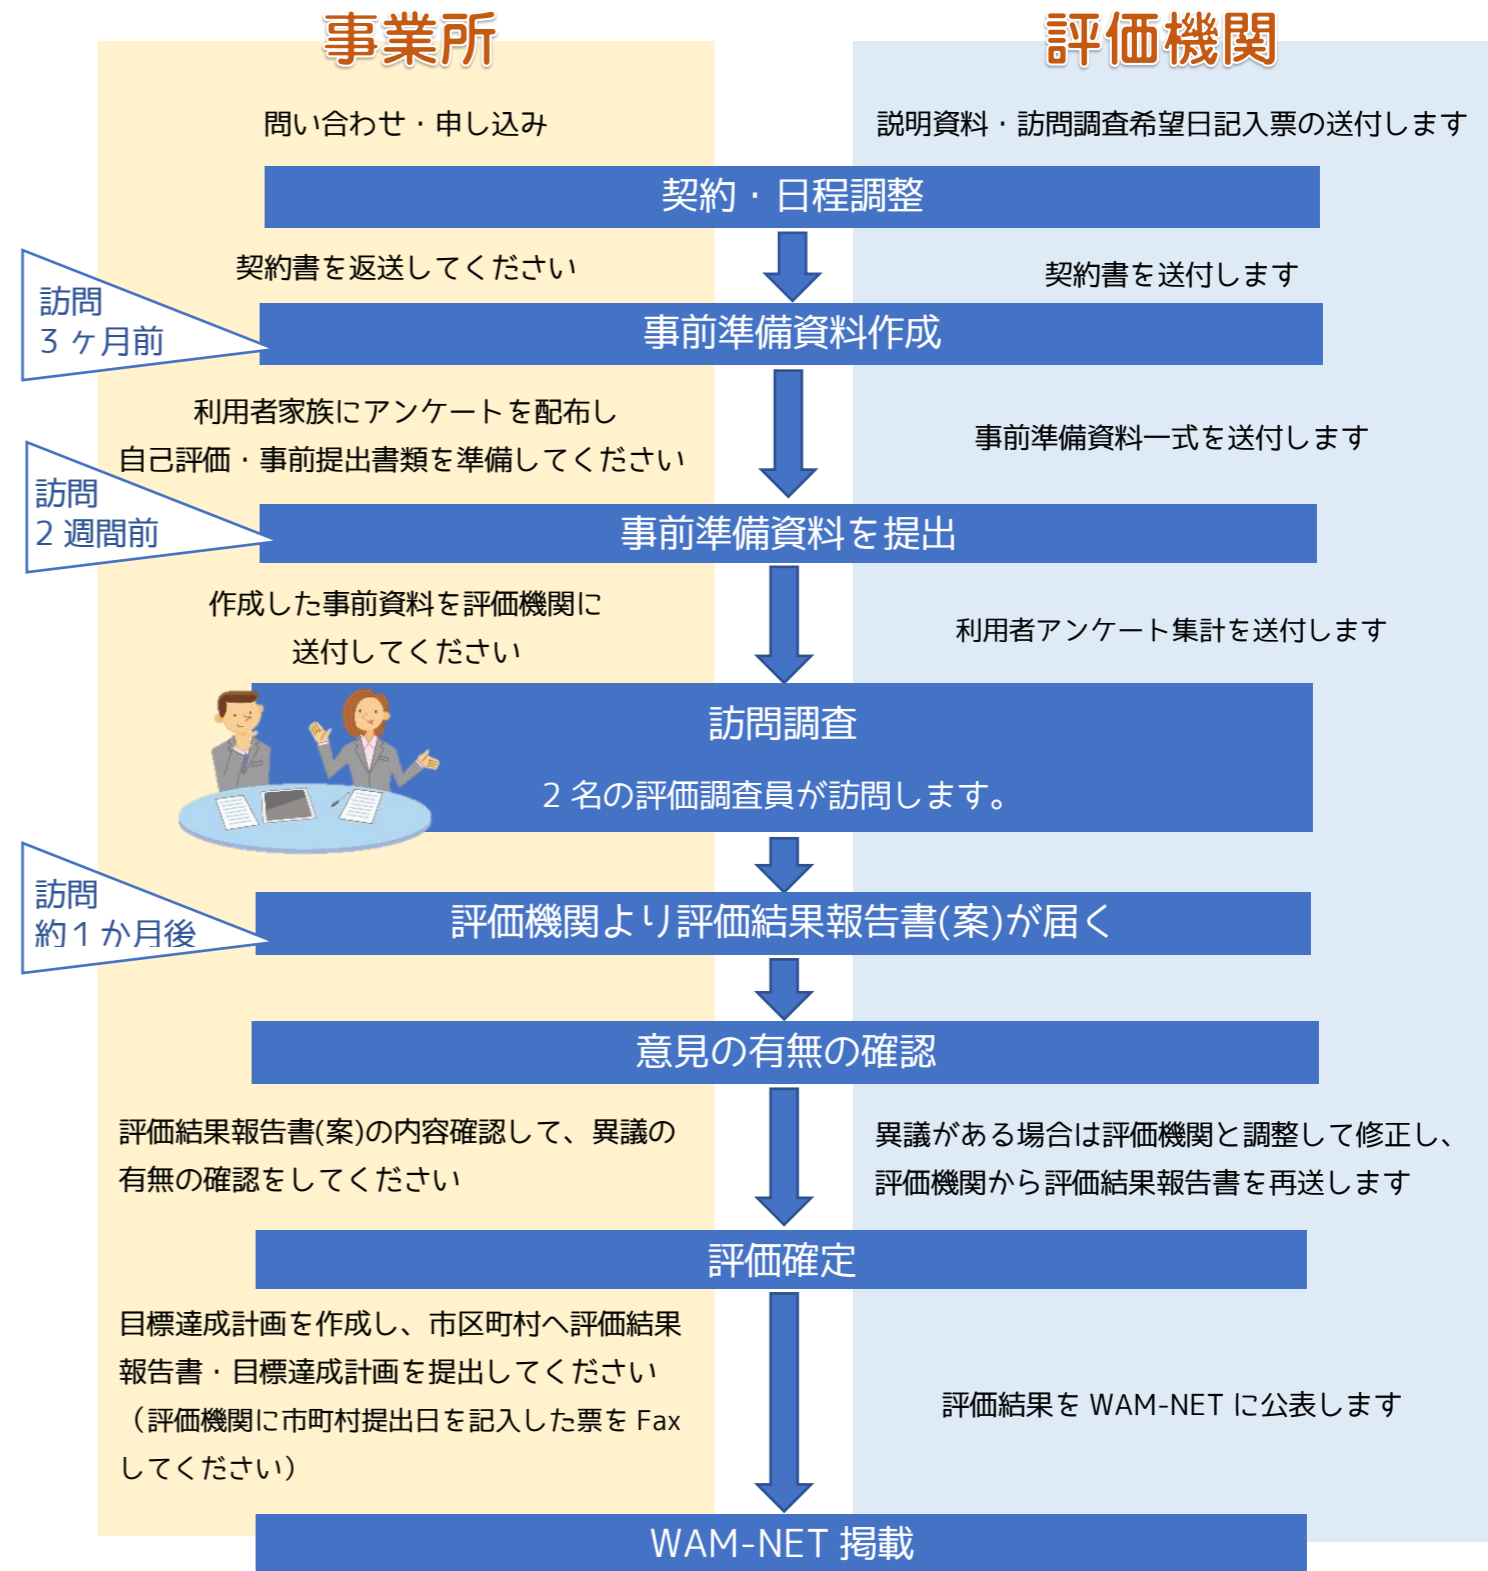 事業所
評価機関
問い合わせ・申し込み
説明資料・訪問調査希望日記入票の送付します
契約・日程調整
契約書を返送してください
契約書を送付します
訪問
3 ヶ月前
事前準備資料作成
利用者家族にアンケートを配布し
自己評価・事前提出書類を準備してください
事前準備資料一式を送付します
訪問
2 週間前
事前準備資料を提出
作成した事前資料を評価機関に
送付してください
利用者アンケート集計を送付します
訪問調査
2 名の評価調査員が訪問します。
訪問
約１か月後
評価機関より評価結果報告書(案)が届く
意見の有無の確認
評価結果報告書(案)の内容確認して、異議の
有無の確認をしてください
異議がある場合は評価機関と調整して修正し、
評価機関から評価結果報告書を再送します
評価確定
目標達成計画を作成し、市区町村へ評価結果
報告書・目標達成計画を提出してください
（評価機関に市町村提出日を記入した票を Fax
してください）
評価結果を WAM-NET に公表します
WAM-NET 掲載